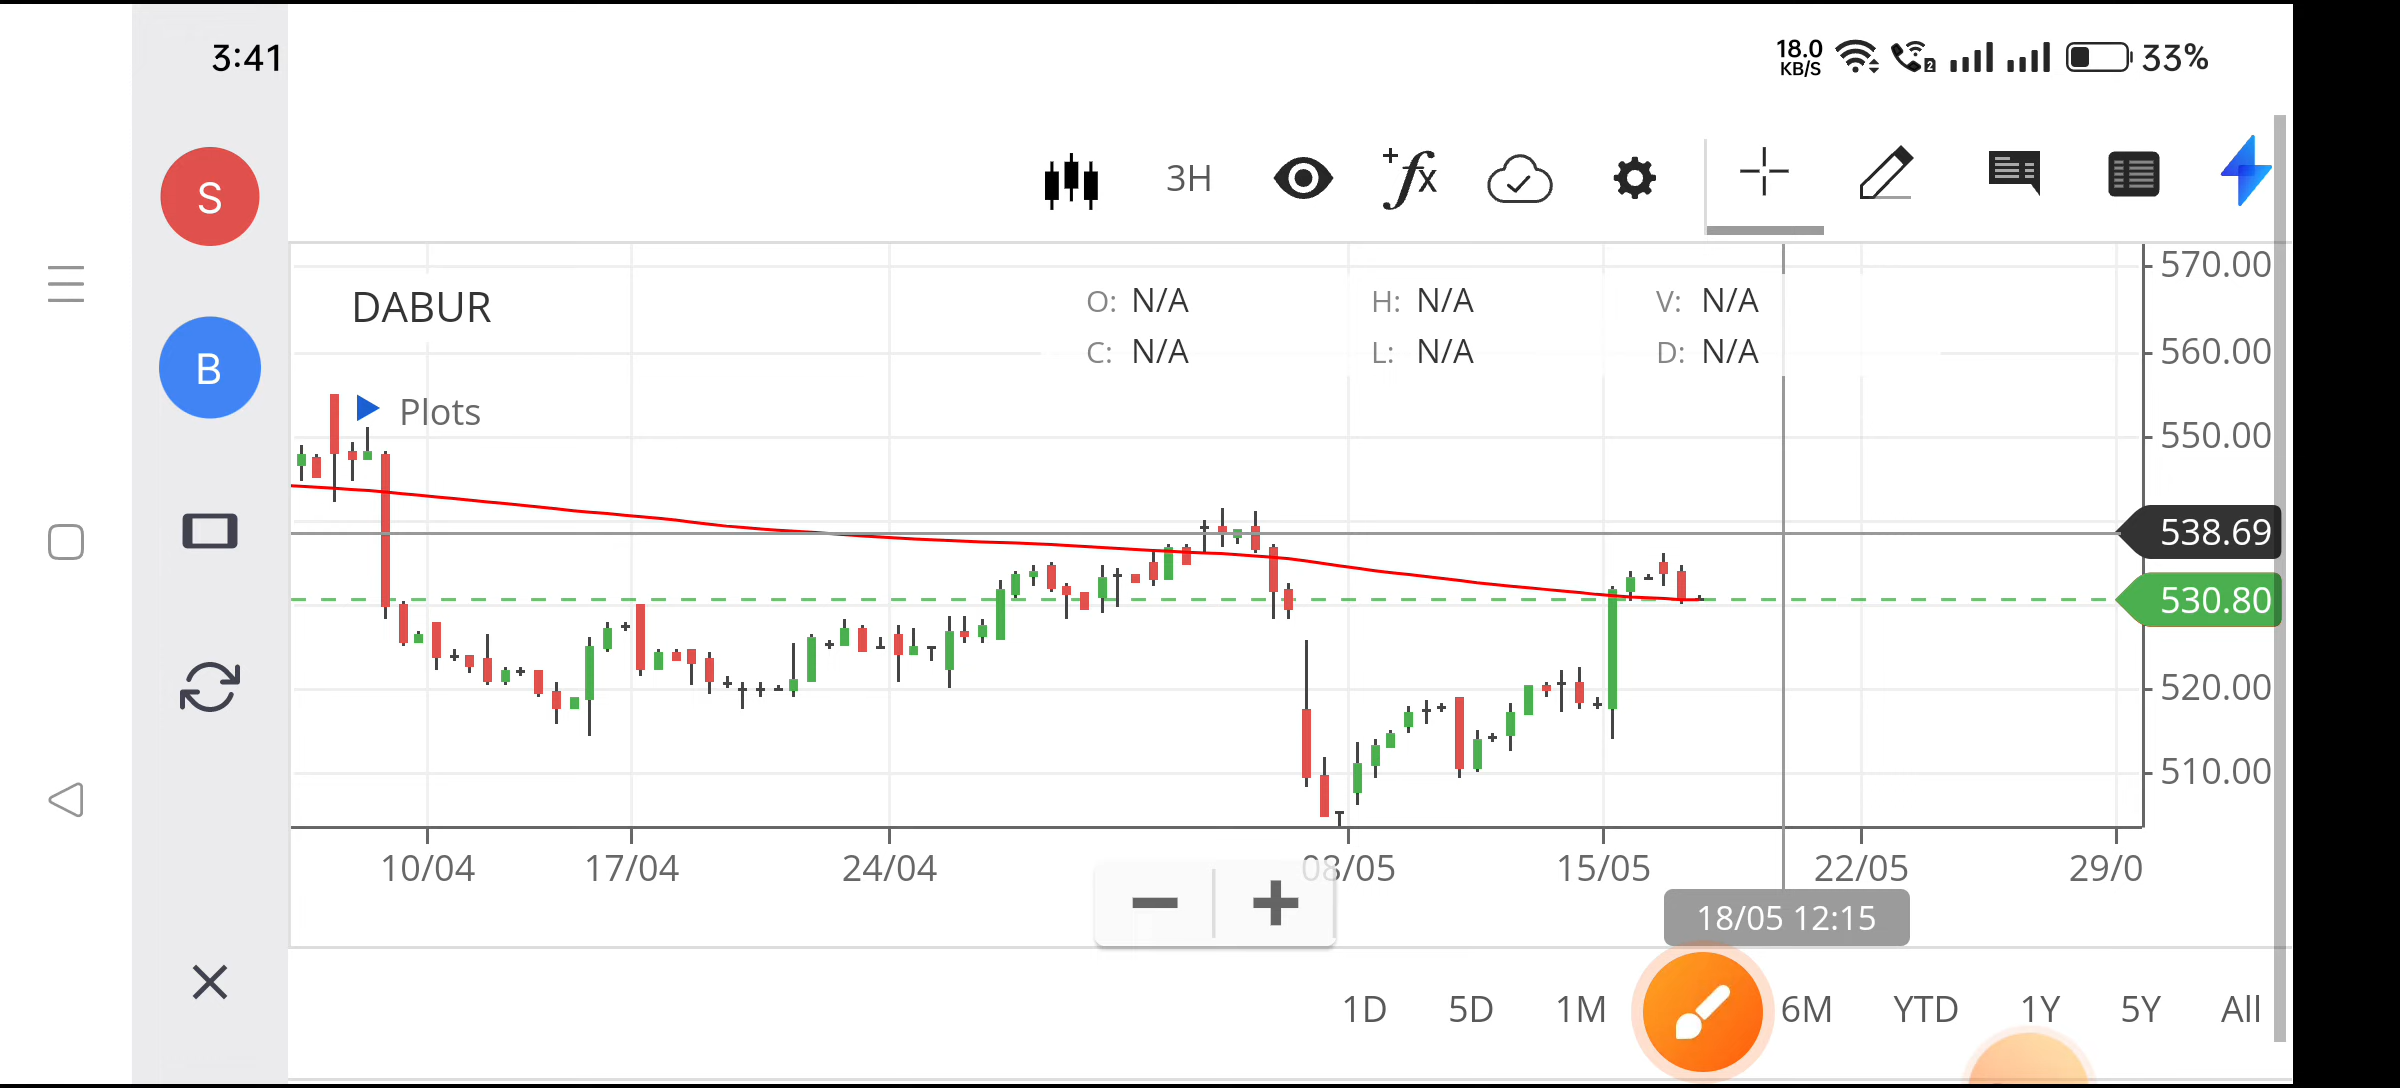 3:41
18.0
KB/S
2
33%
S
B
3H
+fx
DABUR
O: N/A H: N/A V: N/A
C: N/A L: N/A D: N/A
Plots
570.00
560.00
550.00
538.69
530.80
520.00
510.00
10/04 17/04 24/04 08/05 15/05 22/05 29/0
18/05 12:15
1D 5D 1M 6M YTD 1Y 5Y All